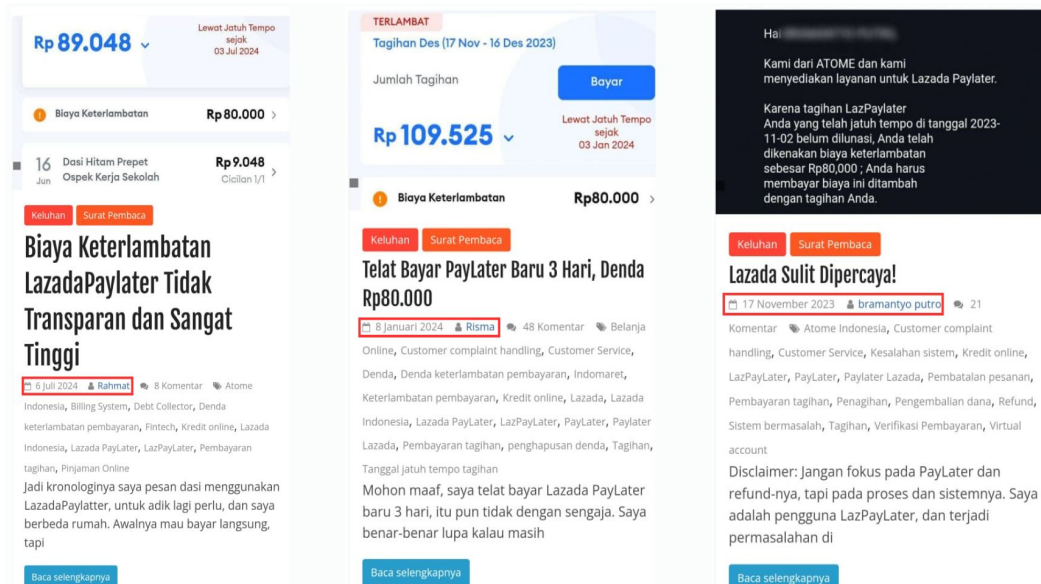 Rp 89.048
Lewat Jatuh Tempo
sejak
03 Jul 2024
Biaya Keterlambatan
Rp 80.000
16
Jun
Dasi Hitam Prepet
Ospek Kerja Sekolah
Rp 9.048
Cicilan 1/1
Keluhan
Surat Pembaca
Biaya Keterlambatan
LazadaPaylater Tidak
Transparan dan Sangat
Tinggi
6 Juli 2024 Rahmat 8 Komentar Atome
Indonesia, Billing System, Debt Collector, Denda
keterlambatan pembayaran, Fintech, Kredit online, Lazada
Indonesia, Lazada PayLater, LazPayLater, Pembayaran
tagihan, Pinjaman Online
Jadi kronologinya saya pesan dasi menggunakan
LazadaPaylatter, untuk adik lagi perlu, dan saya
berbeda rumah. Awalnya mau bayar langsung,
tapi
Baca selengkapnya
TERLAMBAT
Tagihan Des (17 Nov - 16 Des 2023)
Jumlah Tagihan
Bayar
Rp 109.525
Lewat Jatuh Tempo
sejak
03 Jan 2024
Biaya Keterlambatan
Rp80.000
Keluhan
Surat Pembaca
Telat Bayar PayLater Baru 3 Hari, Denda
Rp80.000
8 Januari 2024 Risma 48 Komentar Belanja
Online, Customer complaint handling, Customer Service,
Denda, Denda keterlambatan pembayaran, Indomaret,
Keterlambatan pembayaran, Kredit online, Lazada, Lazada
Indonesia, Lazada PayLater, LazPayLater, PayLater, Paylater
Lazada, Pembayaran tagihan, penghapusan denda, Tagihan,
Tanggal jatuh tempo tagihan
Mohon maaf, saya telat bayar Lazada PayLater
baru 3 hari, itu pun tidak dengan sengaja. Saya
benar-benar lupa kalau masih
Baca selengkapnya
Hai
Kami dari ATOME dan kami
menyediakan layanan untuk Lazada Paylater.
Karena tagihan LazPaylater
Anda yang telah jatuh tempo di tanggal 2023-
11-02 belum dilunasi, Anda telah
dikenakan biaya keterlambatan
sebesar Rp80,000 ; Anda harus
membayar biaya ini ditambah
dengan tagihan Anda.
Keluhan
Surat Pembaca
Lazada Sulit Dipercaya!
17 November 2023 bramantyo putro 21
Komentar Atome Indonesia, Customer complaint
handling, Customer Service, Kesalahan sistem, Kredit online,
LazPayLater, PayLater, Paylater Lazada, Pembatalan pesanan,
Pembayaran tagihan, Penagihan, Pengembalian dana, Refund,
Sistem bermasalah, Tagihan, Verifikasi Pembayaran, Virtual
account
Disclaimer: Jangan fokus pada PayLater dan
refund-nya, tapi pada proses dan sistemnya. Saya
adalah pengguna LazPayLater, dan terjadi
permasalahan di
Baca selengkapnya